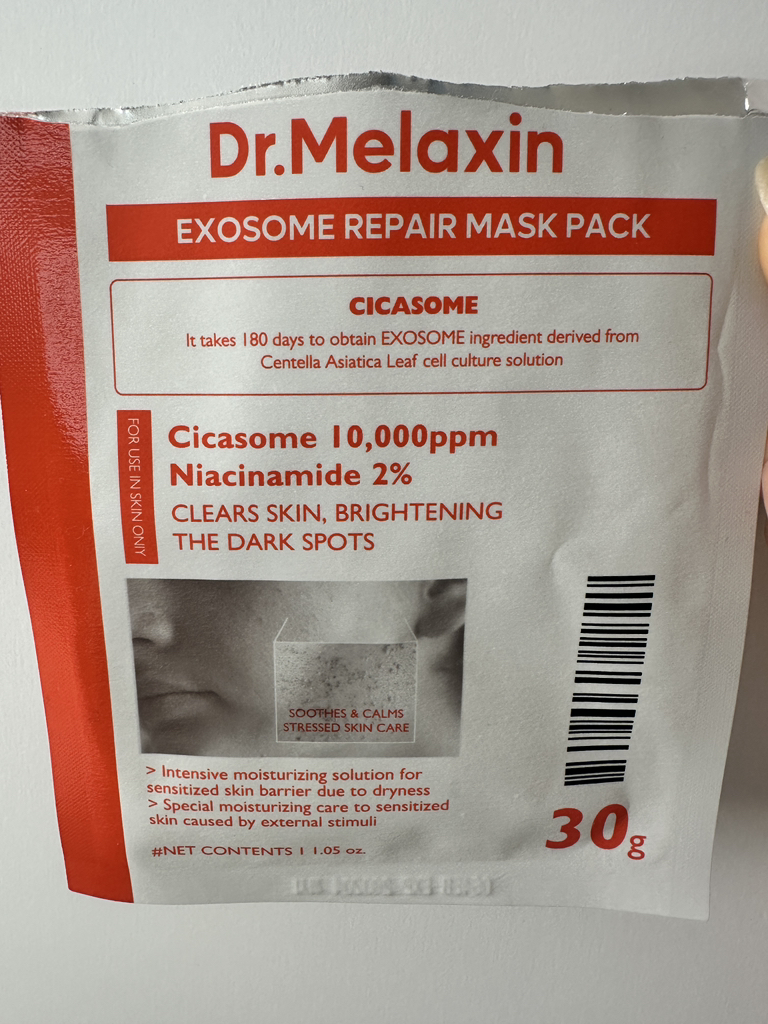 Dr.Melaxin
EXOSOME REPAIR MASK PACK
CICASOME
It takes 180 days to obtain EXOSOME ingredient derived from
Centella Asiatica Leaf cell culture solution
FOR USE IN SKIN ONlY
Cicasome 10,000ppm
Niacinamide 2%
CLEARS SKIN, BRIGHTENING
THE DARK SPOTS
SOOTHES & CALMS
STRESSED SKIN CARE
> Intensive moisturizing solution for
sensitized skin barrier due to dryness
> Special moisturizing care to sensitized
skin caused by external stimuli
#NET CONTENTS I 1.05 oz.
30g